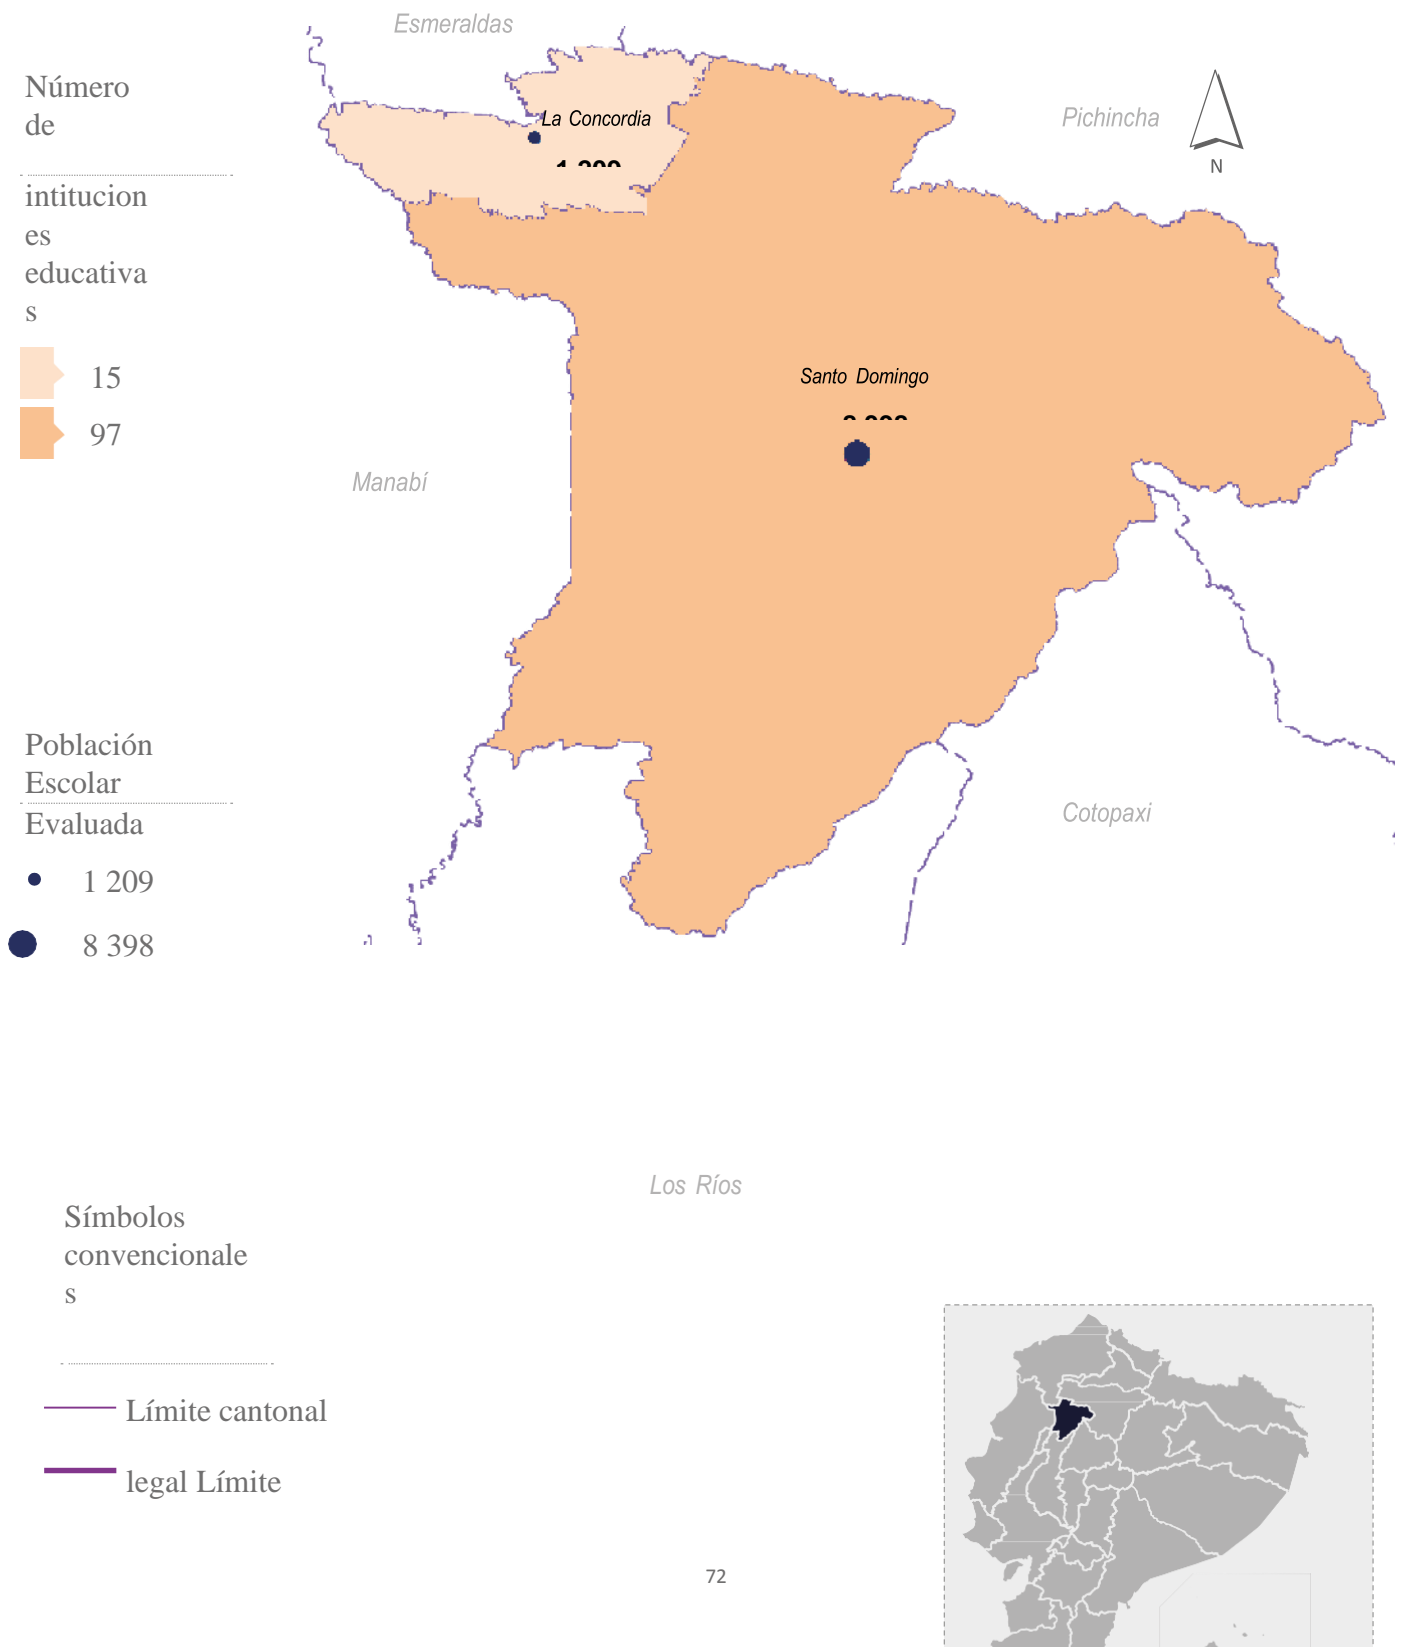 Esmeraldas
Número
de
intitucion
es
educativa
s
15
97
La Concordia
Pichincha
N
Santo Domingo
Manabí
Población
Escolar
Evaluada
1 209
8 398
Cotopaxi
Los Ríos
Símbolos
convencionale
s
Límite cantonal
legal Límite
72